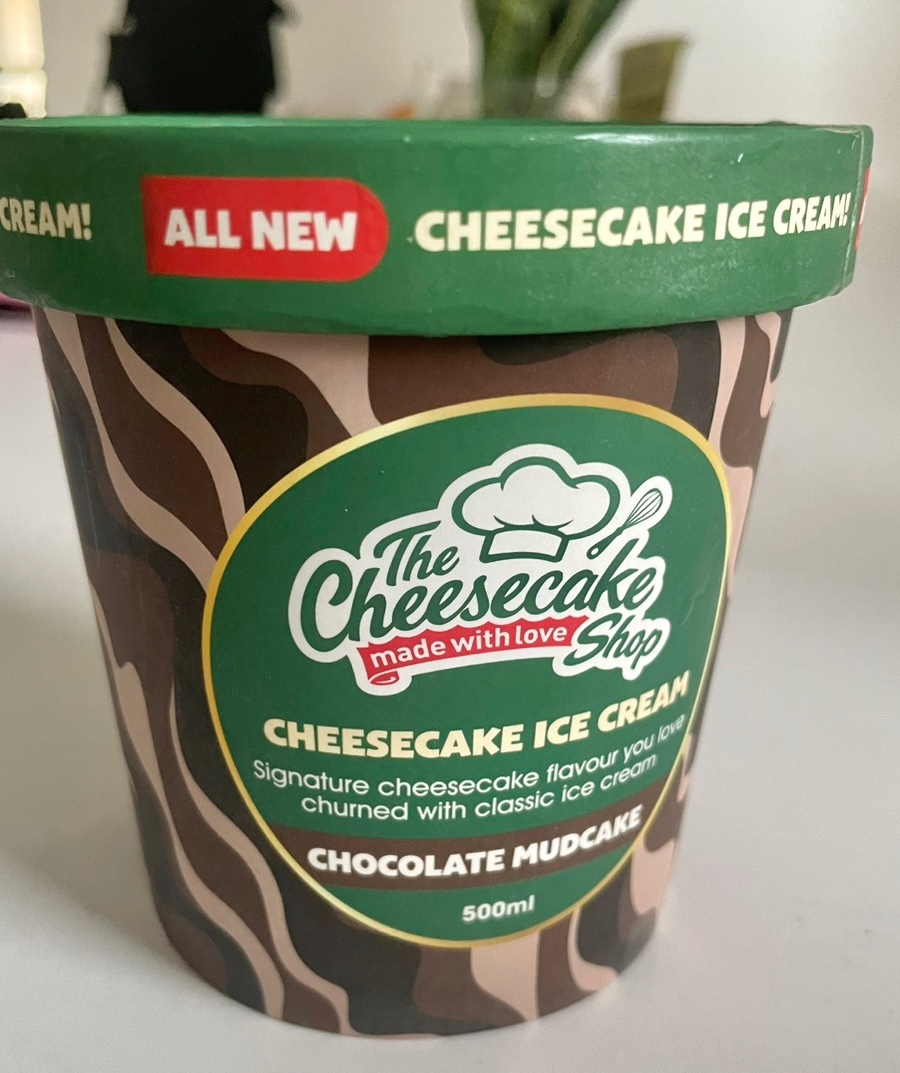 CREAM! ALL NEW CHEESECAKE ICE CREAM!
The
Cheesecake
made with love Shop
CHEESECAKE ICE CREAM
Signature cheesecake flavour you love
churned with classic ice cream
CHOCOLATE MUDCAKE
500ml